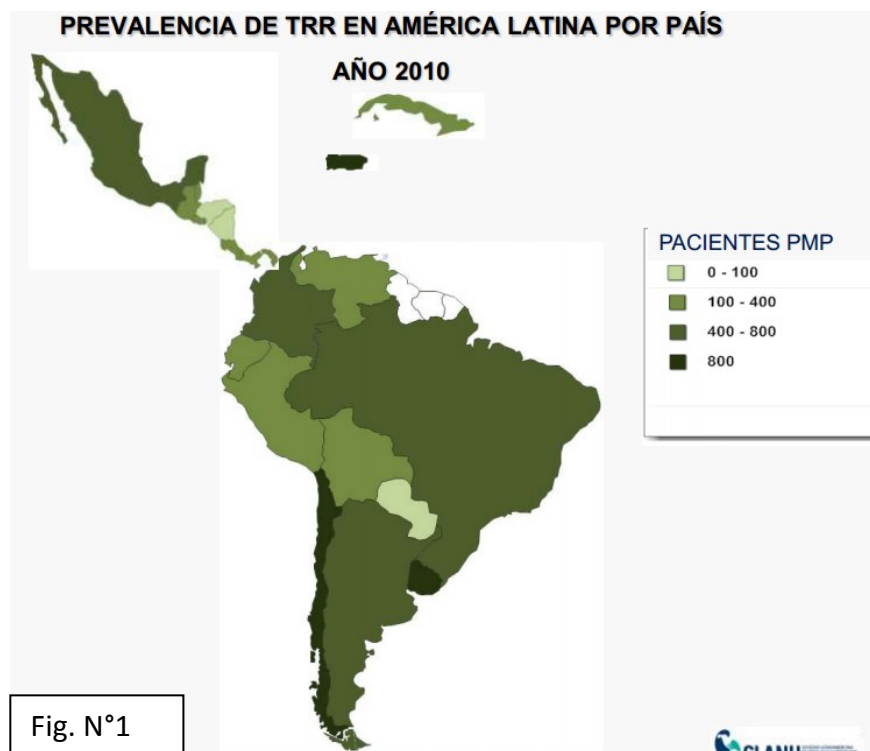 PREVALENCIA DE TRR EN AMÉRICA LATINA POR PAÍS
AÑO 2010
PACIENTES PMP
0 - 100
100 - 400
400 - 800
800
Fig. N°1